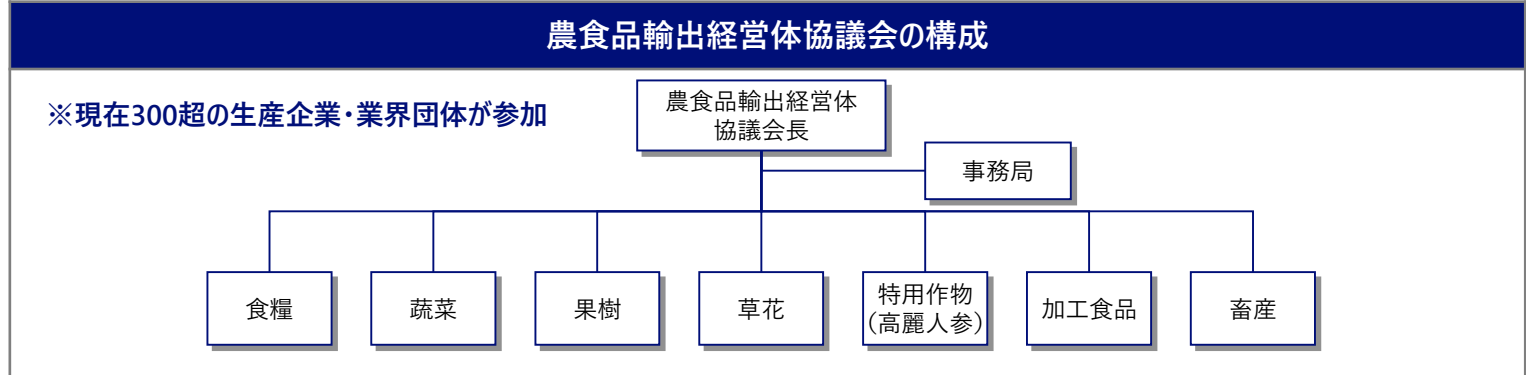 農食品輸出経営体協議会の構成
※現在300超の生産企業・業界団体が参加
農食品輸出経営体
協議会長
事務局
食糧
蔬菜
果樹
草花
特用作物
（高麗人参）
加工食品
畜産